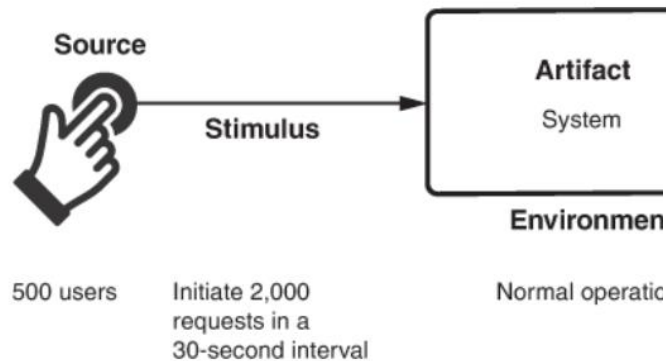 Source
Artifact
System
Stimulus
Environmen
500 users
Initiate 2,000
requests in a
30-second interval
Normal operatio